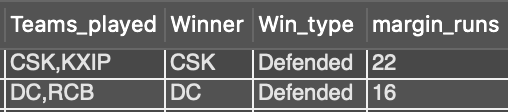 Teams_played Winner Win_type margin_runs
CSK,KXIP CSK Defended 22
DC,RCB DC Defended 16